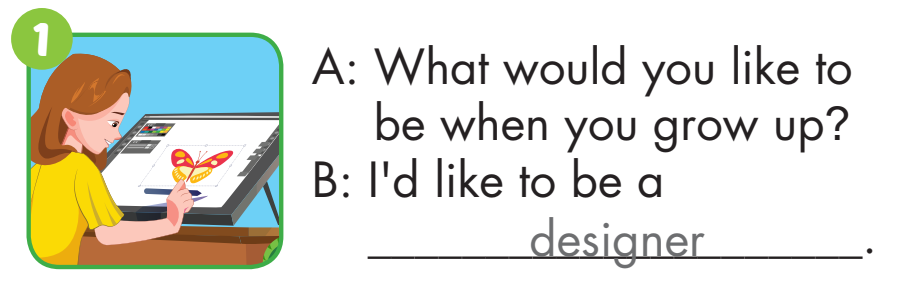 1
A: What would you like to
be when you grow up?
B: I'd like to be a
designer.